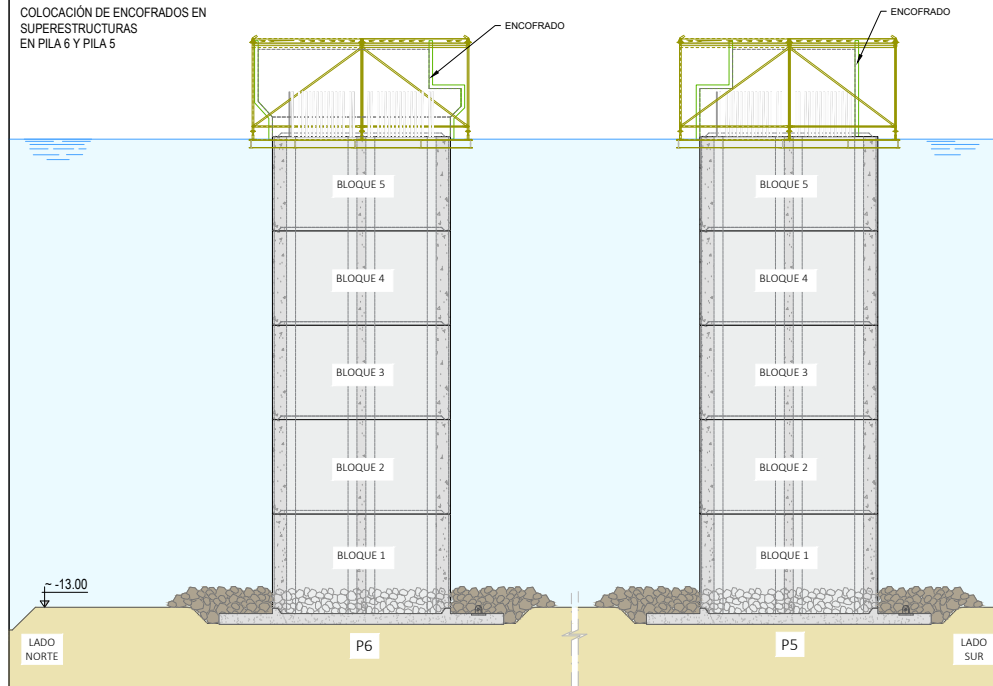 COLOCACIÓN DE ENCOFRADOS EN
SUPERESTRUCTURAS
EN PILA 6 Y PILA 5
ENCOFRADO
ENCOFRADO
BLOQUE 5
BLOQUE 5
BLOQUE 4
BLOQUE 4
BLOQUE 3
BLOQUE 3
BLOQUE 2
BLOQUE 2
BLOQUE 1
BLOQUE 1
~ -13.00
LADO
NORTE
P6
P5
LADO
SUR